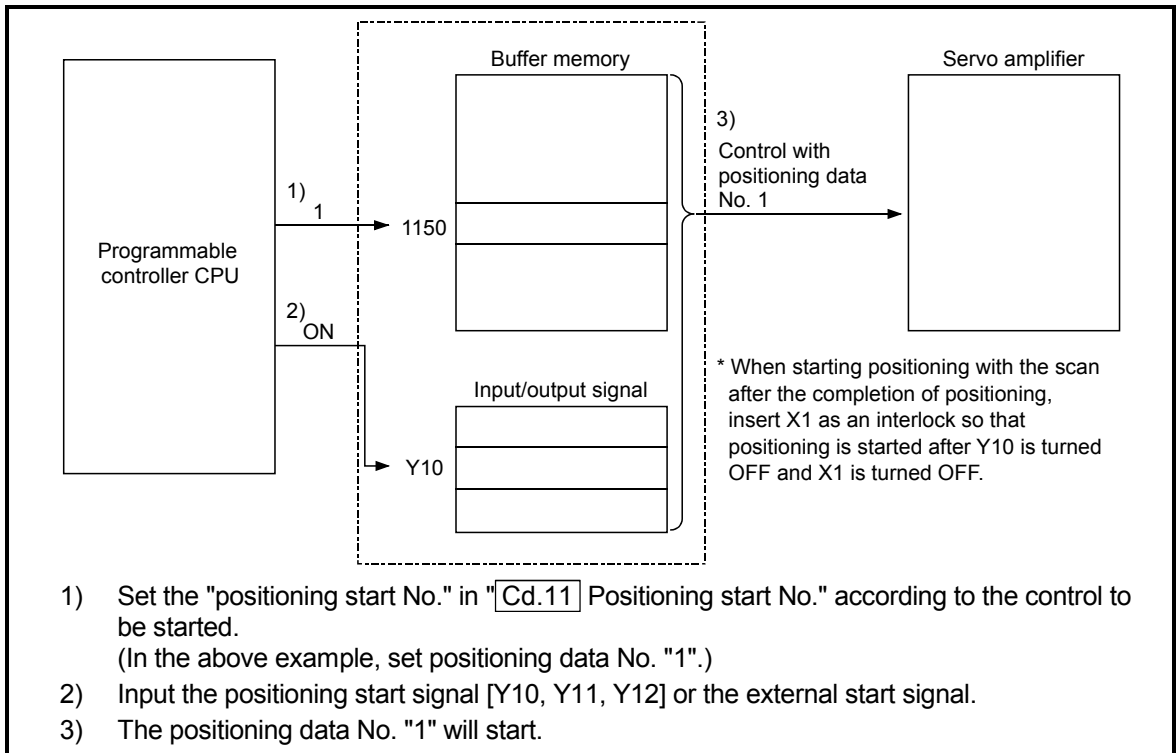 Buffer memory
Servo amplifier
Programmable
controller CPU
1)
1
1150
2)
ON
Input/output signal
Y10
3)
Control with
positioning data
No. 1
* When starting positioning with the scan
after the completion of positioning,
insert X1 as an interlock so that
positioning is started after Y10 is turned
OFF and X1 is turned OFF.
1) Set the "positioning start No." in "Cd.11 Positioning start No." according to the control to
be started.
(In the above example, set positioning data No. "1".)
2) Input the positioning start signal [Y10, Y11, Y12] or the external start signal.
3) The positioning data No. "1" will start.